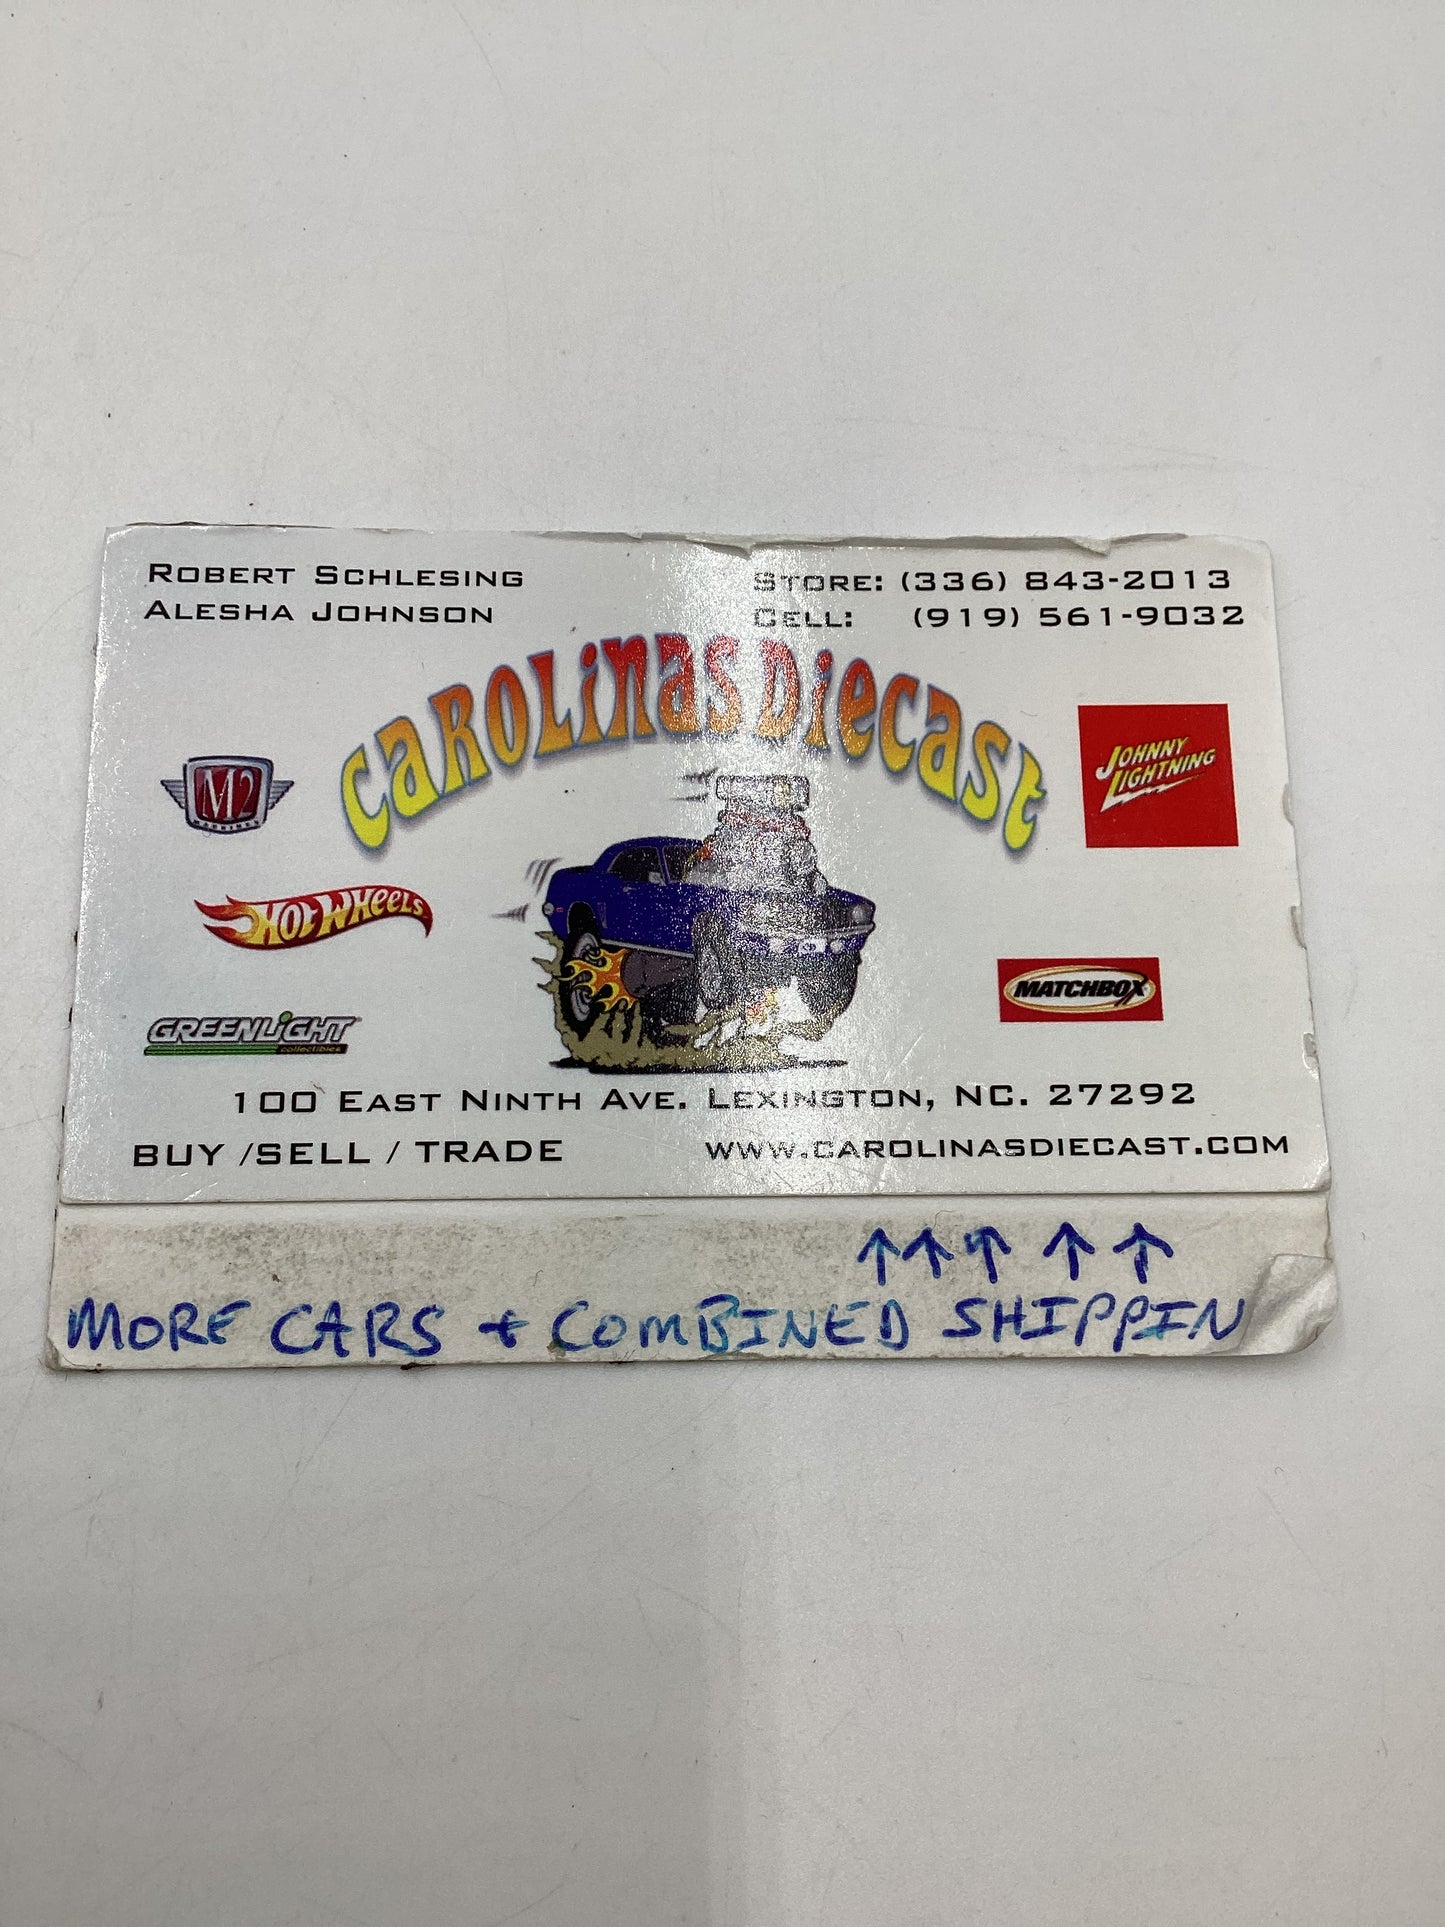 ROBERT SCHLESING
ALESHA JOHNSON
STORE: (336) 843-2013
CELL: (919) 561-9032
CAROLINAS DIECAST
M2
MACHINES
JOHNNY
LIGHTNING
HOT WHEELS
MATCHBOX
GREENLIGHT
collectibles
100 EAST NINTH AVE. LEXINGTON, NC. 27292
BUY /SELL / TRADE
WWW.CAROLINASDIECAST.COM
↑ ↑ ↑ ↑ ↑
MORE CARS + COMBINED SHIPPIN